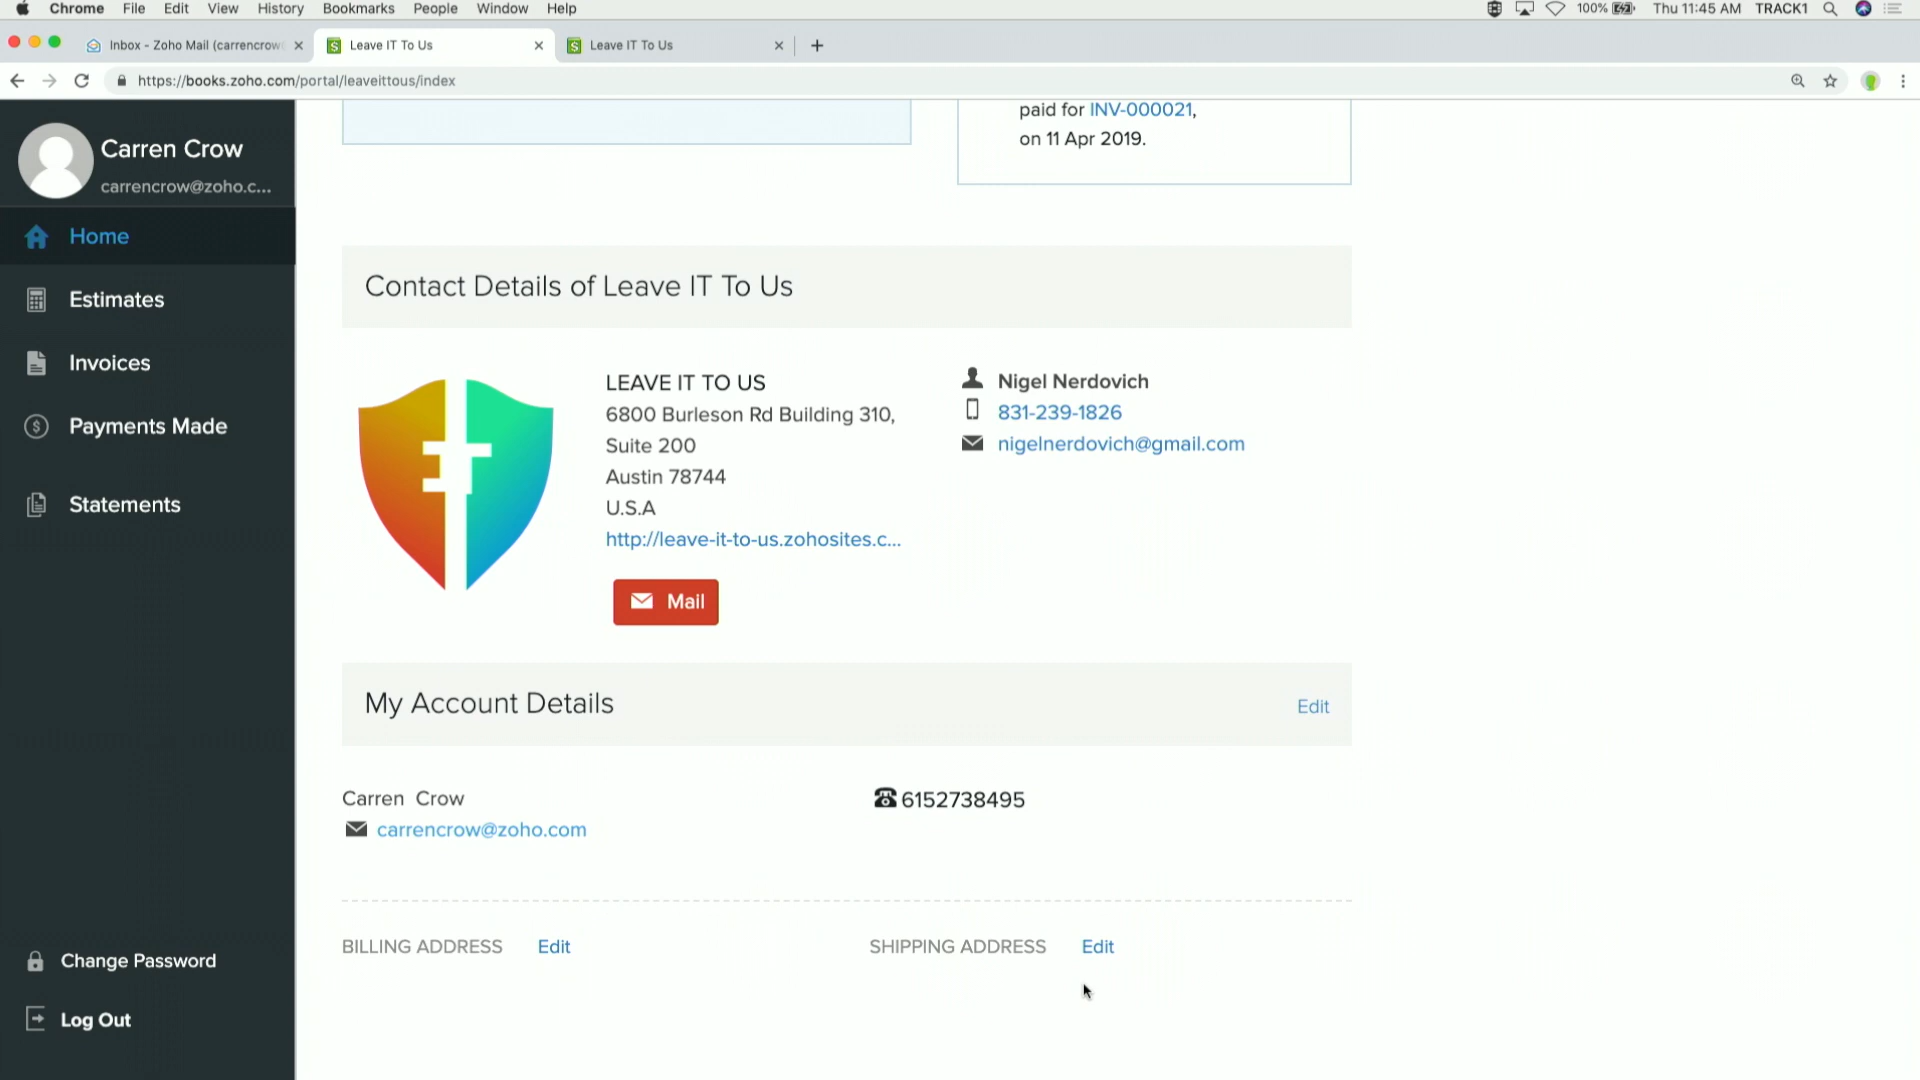 Chrome File Edit View History Bookmarks People Window Help 100% Thu 11:45 AM TRACK1
Inbox - Zoho Mail (carrencrow Leave IT To Us Leave IT To Us
https://books.zoho.com/portal/leaveittous/index
Carren Crow
carrencrow@zoho.c...
Home
Estimates
Invoices
Payments Made
Statements
Change Password
Log Out
paid for INV-000021,
on 11 Apr 2019.
Contact Details of Leave IT To Us
LEAVE IT TO US
6800 Burleson Rd Building 310,
Suite 200
Austin 78744
U.S.A
http://leave-it-to-us.zohosites.c...
Mail
Nigel Nerdovich
831-239-1826
nigelnerdovich@gmail.com
My Account Details Edit
Carren Crow
carrencrow@zoho.com
6152738495
BILLING ADDRESS Edit
SHIPPING ADDRESS Edit